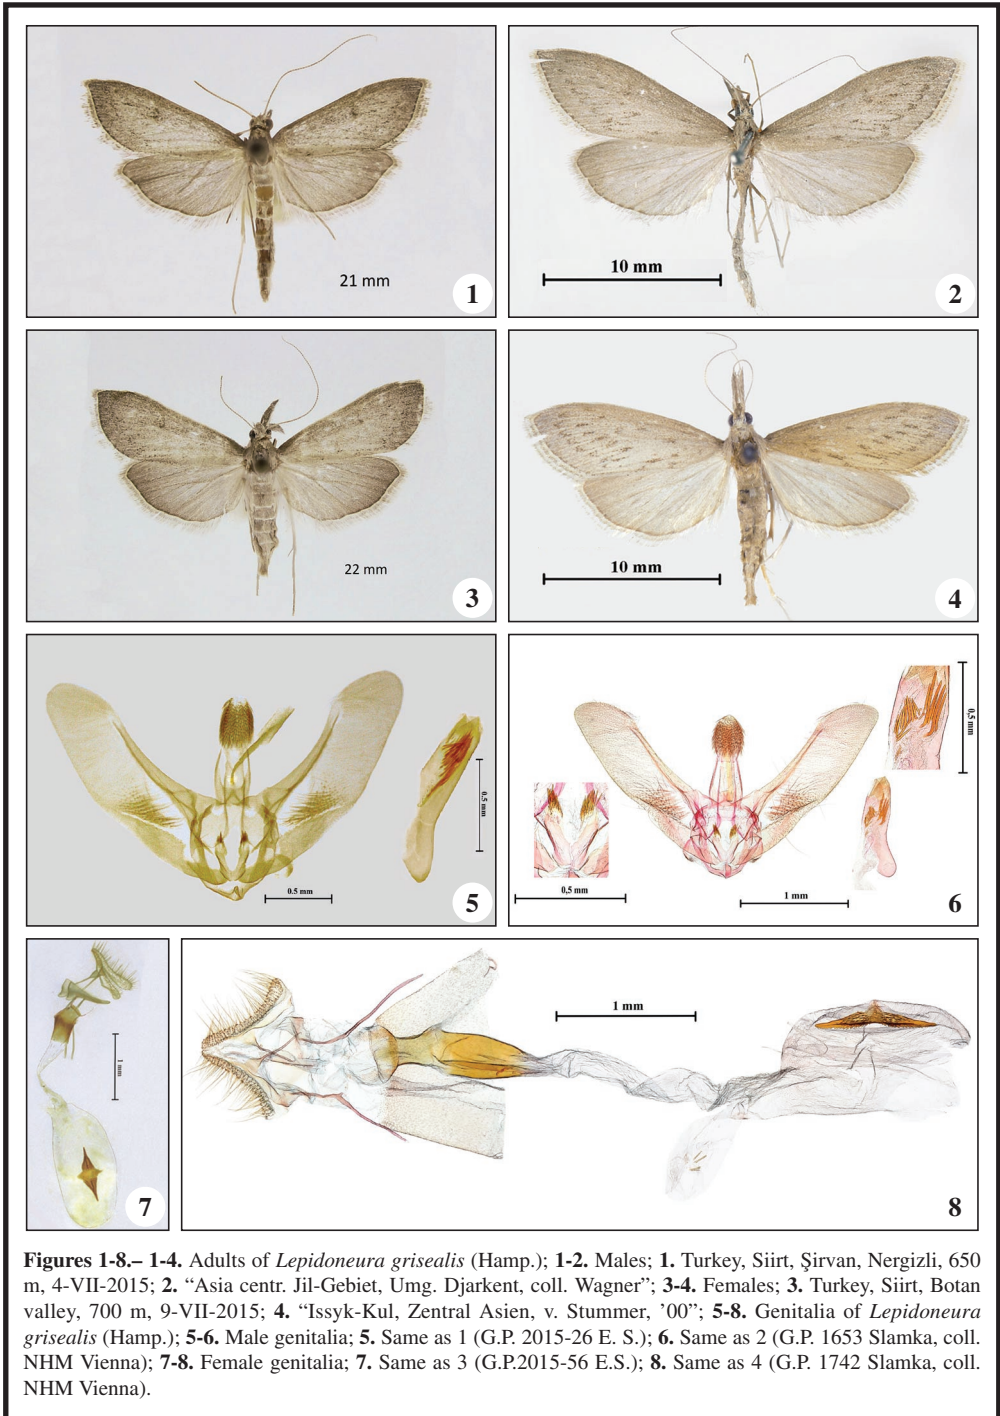 21 mm
1
10 mm
2
22 mm
3
10 mm
4
0.5 mm
0.5 mm
5
0,5 mm
0,5 mm
1 mm
6
1 mm
7
1 mm
8
Figures 1-8.– 1-4. Adults of Lepidoneura grisealis (Hamp.); 1-2. Males; 1. Turkey, Siirt, Şirvan, Nergizli, 650
m, 4-VII-2015; 2. “Asia centr. Jil-Gebiet, Umg. Djarkent, coll. Wagner”; 3-4. Females; 3. Turkey, Siirt, Botan
valley, 700 m, 9-VII-2015; 4. “Issyk-Kul, Zentral Asien, v. Stummer, ’00”; 5-8. Genitalia of Lepidoneura
grisealis (Hamp.); 5-6. Male genitalia; 5. Same as 1 (G.P. 2015-26 E. S.); 6. Same as 2 (G.P. 1653 Slamka, coll.
NHM Vienna); 7-8. Female genitalia; 7. Same as 3 (G.P.2015-56 E.S.); 8. Same as 4 (G.P. 1742 Slamka, coll.
NHM Vienna).